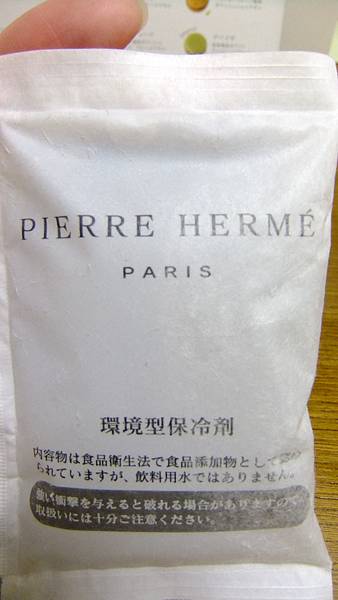 PIERRE HERMÉ
PARIS
環境型保冷剤
内容物は食品衛生法で食品添加物として認め
られていますが、飲料用水ではありません。
強い衝撃を与えると破れる場合がありますので
取扱いには十分ご注意ください。